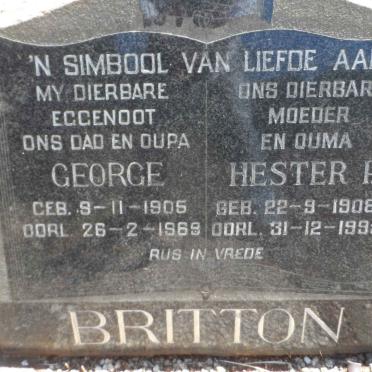 'N SIMBOOL VAN LIEFDE AAN
MY DIERBARE
EGGENOOT
ONS DAD EN OUPA
GEORGE
GEB. 9-11-1905
OORL. 26-2-1969
ONS DIERBARE
MOEDER
EN OUMA
HESTER
GEB. 22-9-1908
OORL. 31-12-199
RUS IN VREDE
BRITTON